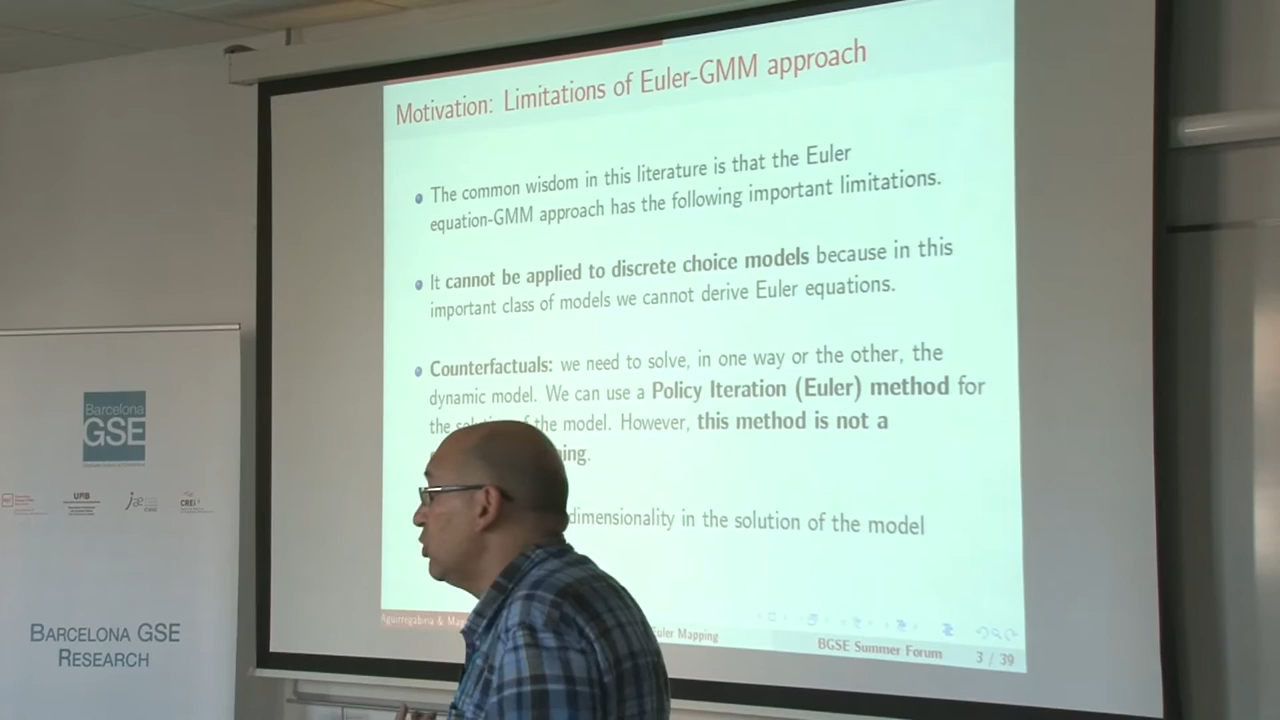 Motivation: Limitations of Euler-GMM approach
The common wisdom in this literature is that the Euler
equation-GMM approach has the following important limitations.
It cannot be applied to discrete choice models because in this
important class of models we cannot derive Euler equations.
Counterfactuals: we need to solve, in one way or the other, the
dynamic model. We can use a Policy Iteration (Euler) method for
the of the model. However, this method is not a
dimensionality in the solution of the model
Aguirregabiria &
Euler Mapping
BGSE Summer Forum
3 / 39
Barcelona
GSE
UPF
CREI
BARCELONA GSE
RESEARCH